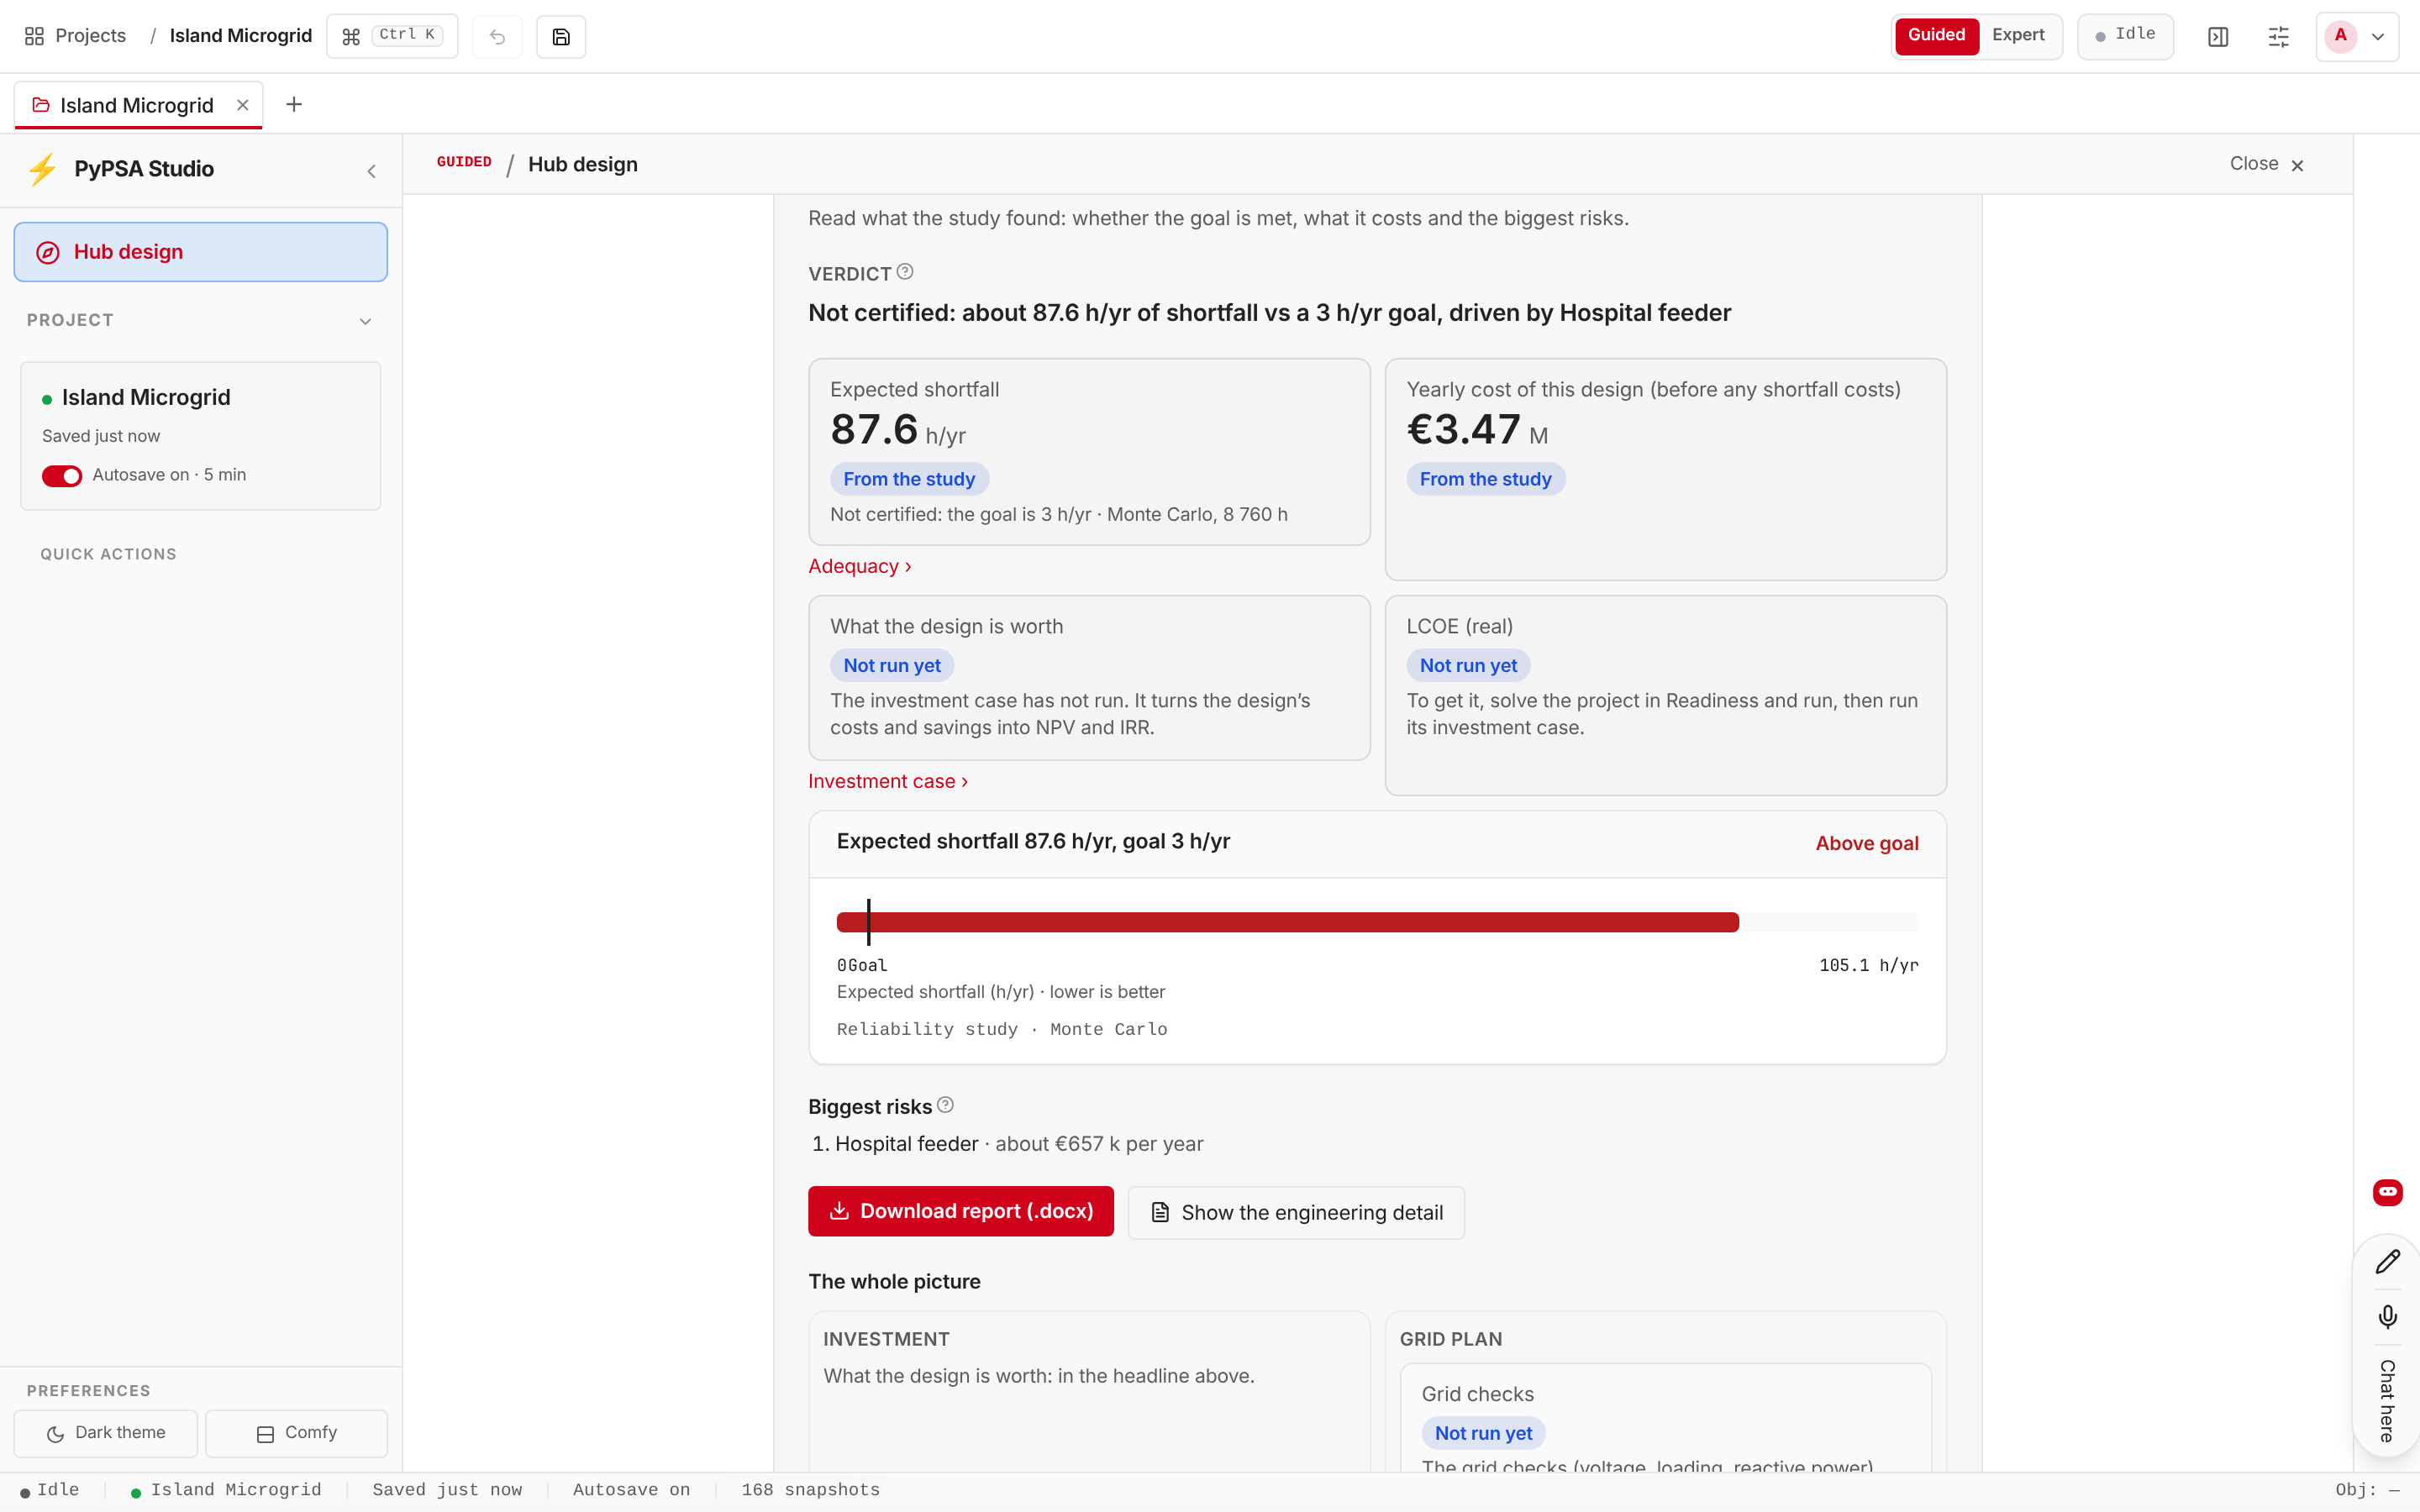 Projects / Island Microgrid
Ctrl K
Guided
Expert
Idle
A
Island Microgrid
PyPSA Studio
GUIDED / Hub design
Close
Hub design
PROJECT
Island Microgrid
Saved just now
Autosave on · 5 min
QUICK ACTIONS
Read what the study found: whether the goal is met, what it costs and the biggest risks.
VERDICT
Not certified: about 87.6 h/yr of shortfall vs a 3 h/yr goal, driven by Hospital feeder
Expected shortfall
87.6 h/yr
From the study
Not certified: the goal is 3 h/yr · Monte Carlo, 8 760 h
Adequacy ›
Yearly cost of this design (before any shortfall costs)
€3.47 M
From the study
What the design is worth
Not run yet
The investment case has not run. It turns the design’s
costs and savings into NPV and IRR.
Investment case ›
LCOE (real)
Not run yet
To get it, solve the project in Readiness and run, then run
its investment case.
Expected shortfall 87.6 h/yr, goal 3 h/yr
Above goal
0Goal
105.1 h/yr
Expected shortfall (h/yr) · lower is better
Reliability study · Monte Carlo
Biggest risks
1. Hospital feeder · about €657 k per year
Download report (.docx)
Show the engineering detail
The whole picture
INVESTMENT
What the design is worth: in the headline above.
GRID PLAN
Grid checks
Not run yet
The grid checks (voltage, loading, reactive power)
Chat here
PREFERENCES
Dark theme
Comfy
Idle
Island Microgrid
Saved just now
Autosave on
168 snapshots
Obj: —